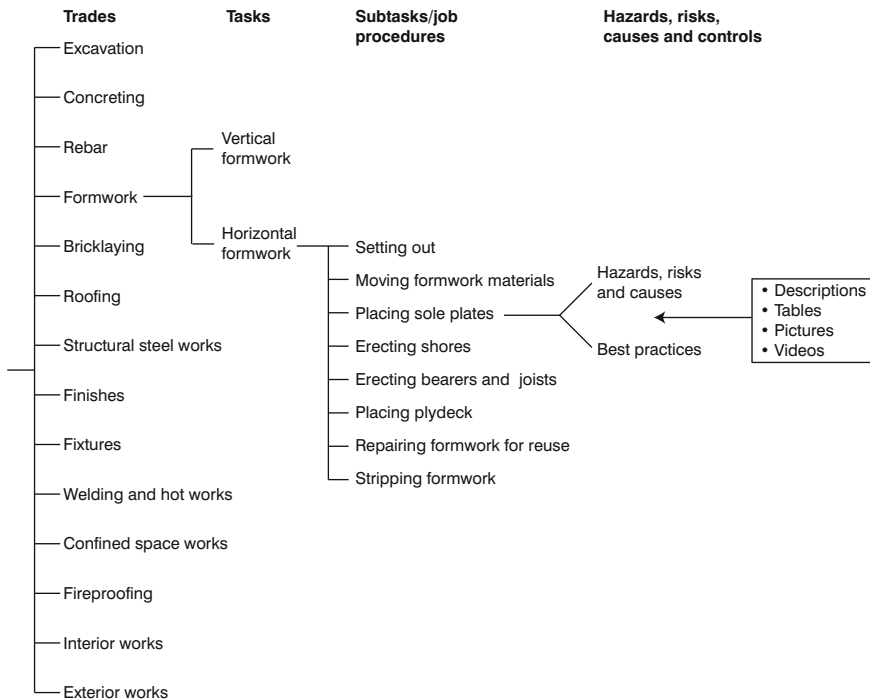 Trades
Tasks
Subtasks/job
procedures
Hazards, risks,
causes and controls
Excavation
Concreting
Rebar
Formwork
Bricklaying
Roofing
Structural steel works
Finishes
Fixtures
Welding and hot works
Confined space works
Fireproofing
Interior works
Exterior works
Vertical
formwork
Horizontal
formwork
Setting out
Moving formwork materials
Placing sole plates
Erecting shores
Erecting bearers and joists
Placing plydeck
Repairing formwork for reuse
Stripping formwork
Hazards, risks
and causes
Best practices
• Descriptions
• Tables
• Pictures
• Videos